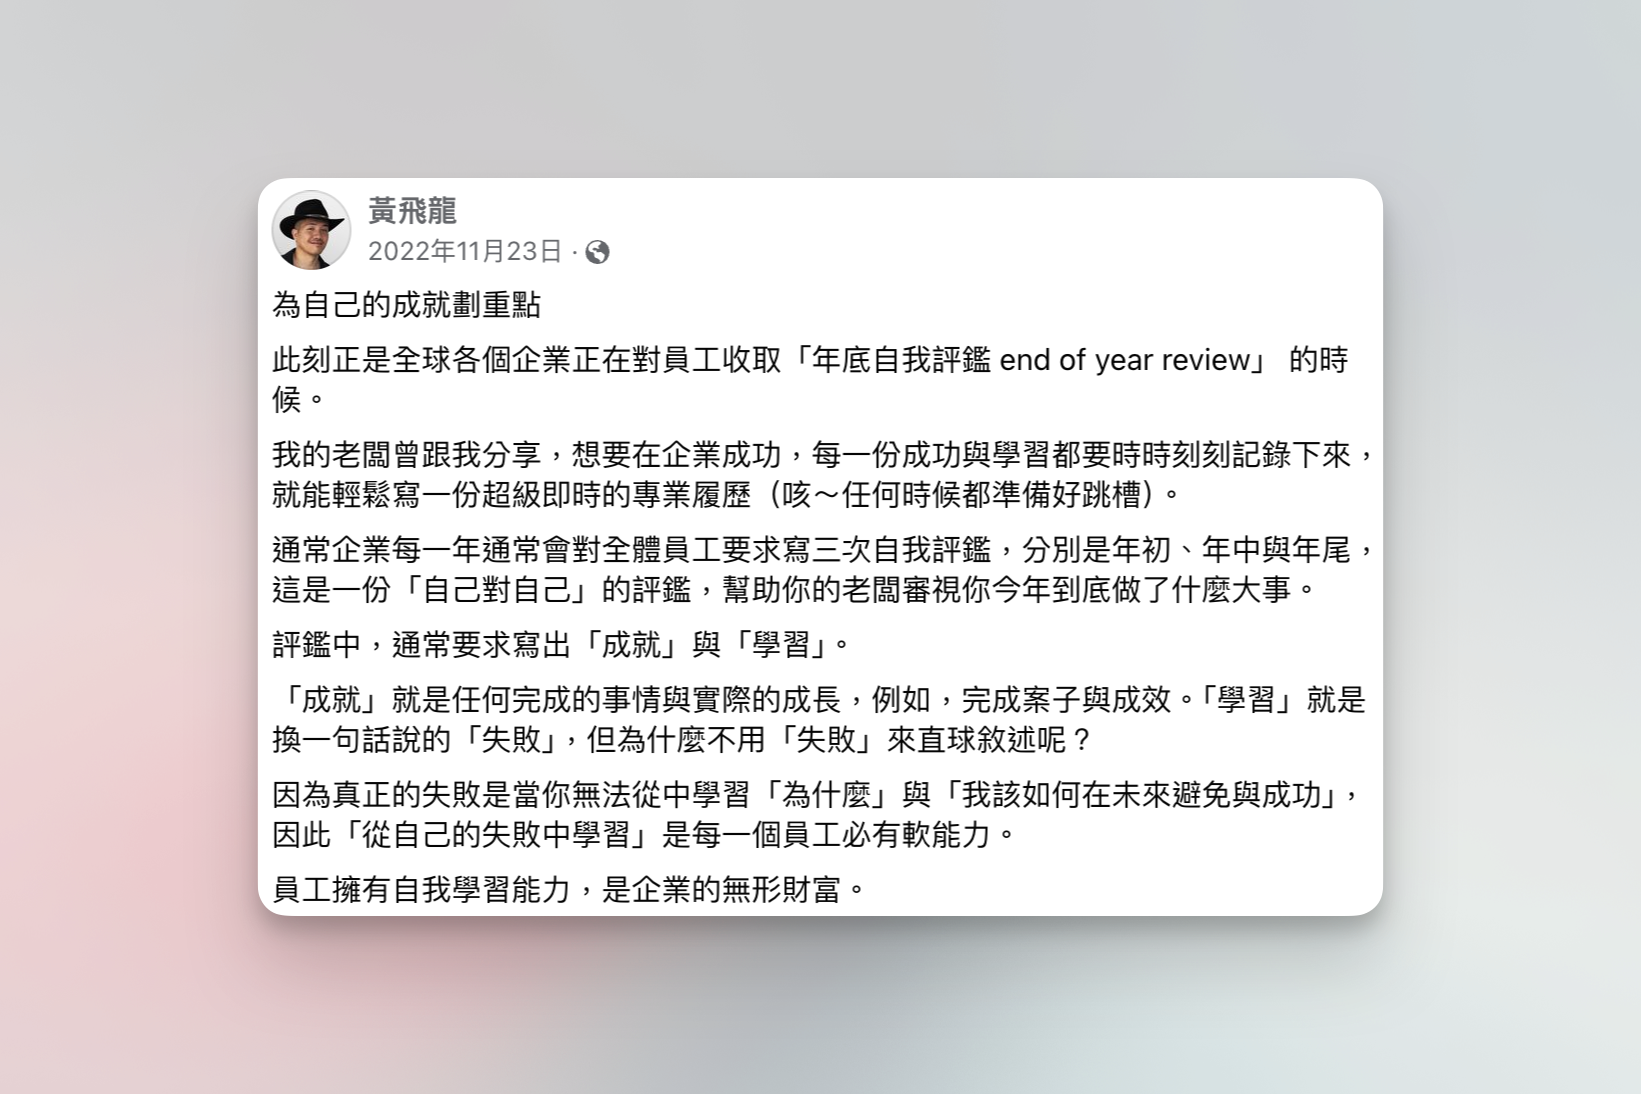 黃飛龍
2022年11月23日 ·
為自己的成就劃重點
此刻正是全球各個企業正在對員工收取「年底自我評鑑 end of year review」 的時
候。
我的老闆曾跟我分享，想要在企業成功，每一份成功與學習都要時時刻刻記錄下來，
就能輕鬆寫一份超級即時的專業履歷（咳～任何時候都準備好跳槽）。
通常企業每一年通常會對全體員工要求寫三次自我評鑑，分別是年初、年中與年尾，
這是一份「自己對自己」的評鑑，幫助你的老闆審視你今年到底做了什麼大事。
評鑑中，通常要求寫出「成就」與「學習」。
「成就」就是任何完成的事情與實際的成長，例如，完成案子與成效。「學習」就是
換一句話說的「失敗」，但為什麼不用「失敗」來直球敘述呢？
因為真正的失敗是當你無法從中學習「為什麼」與「我該如何在未來避免與成功」，
因此「從自己的失敗中學習」是每一個員工必有軟能力。
員工擁有自我學習能力，是企業的無形財富。